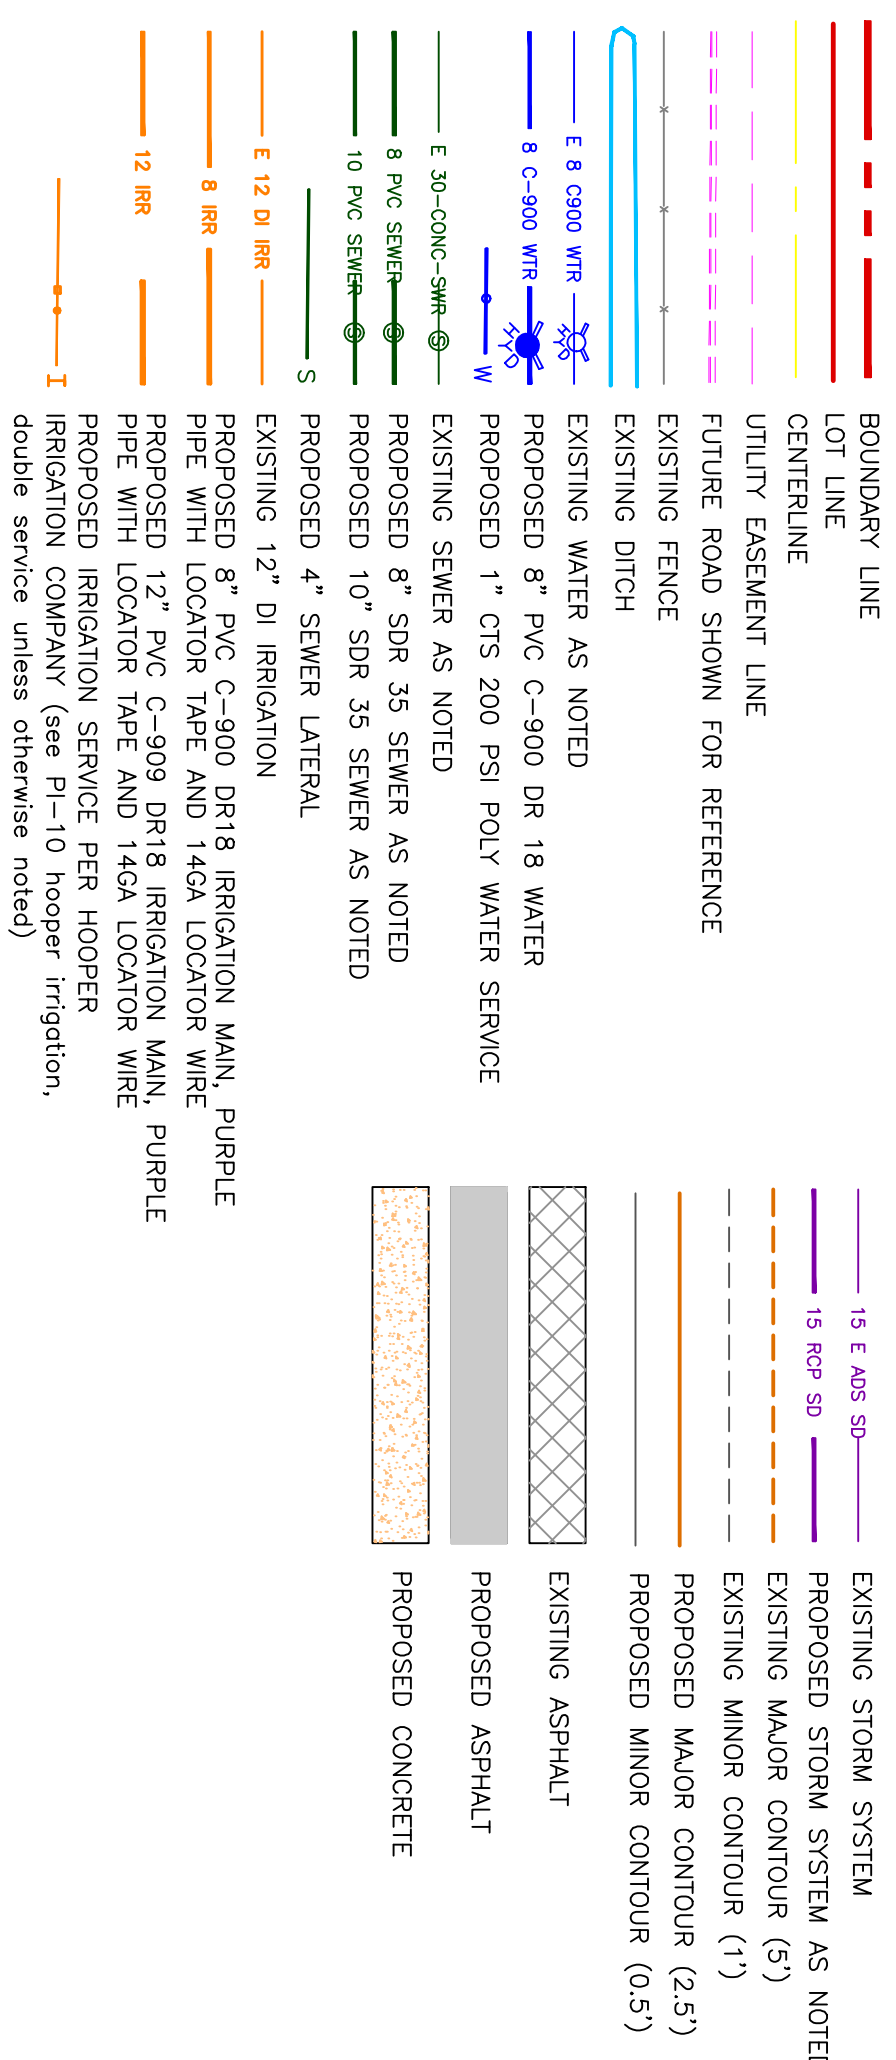 BOUNDARY LINE
LOT LINE
CENTERLINE
UTILITY EASEMENT LINE
FUTURE ROAD SHOWN FOR REFERENCE
EXISTING FENCE
EXISTING DITCH
E 8 C900 WTR HYD EXISTING WATER AS NOTED
8 C-900 WTR HYD PROPOSED 8" PVC C-900 DR 18 WATER
W PROPOSED 1" CTS 200 PSI POLY WATER SERVICE
E 30-CONC-SWR S EXISTING SEWER AS NOTED
8 PVC SEWER S PROPOSED 8" SDR 35 SEWER AS NOTED
10 PVC SEWER S PROPOSED 10" SDR 35 SEWER AS NOTED
S PROPOSED 4" SEWER LATERAL
E 12 DI IRR EXISTING 12" DI IRRIGATION
8 IRR PROPOSED 8" PVC C-900 DR18 IRRIGATION MAIN, PURPLE
PIPE WITH LOCATOR TAPE AND 14GA LOCATOR WIRE
12 IRR PROPOSED 12" PVC C-909 DR18 IRRIGATION MAIN, PURPLE
PIPE WITH LOCATOR TAPE AND 14GA LOCATOR WIRE
PROPOSED IRRIGATION SERVICE PER HOOPER
I IRRIGATION COMPANY (see PI-10 hooper irrigation,
double service unless otherwise noted)
15 E ADS SD EXISTING STORM SYSTEM
15 RCP SD PROPOSED STORM SYSTEM AS NOTED
EXISTING MAJOR CONTOUR (5')
EXISTING MINOR CONTOUR (1')
PROPOSED MAJOR CONTOUR (2.5')
PROPOSED MINOR CONTOUR (0.5')
EXISTING ASPHALT
PROPOSED ASPHALT
PROPOSED CONCRETE